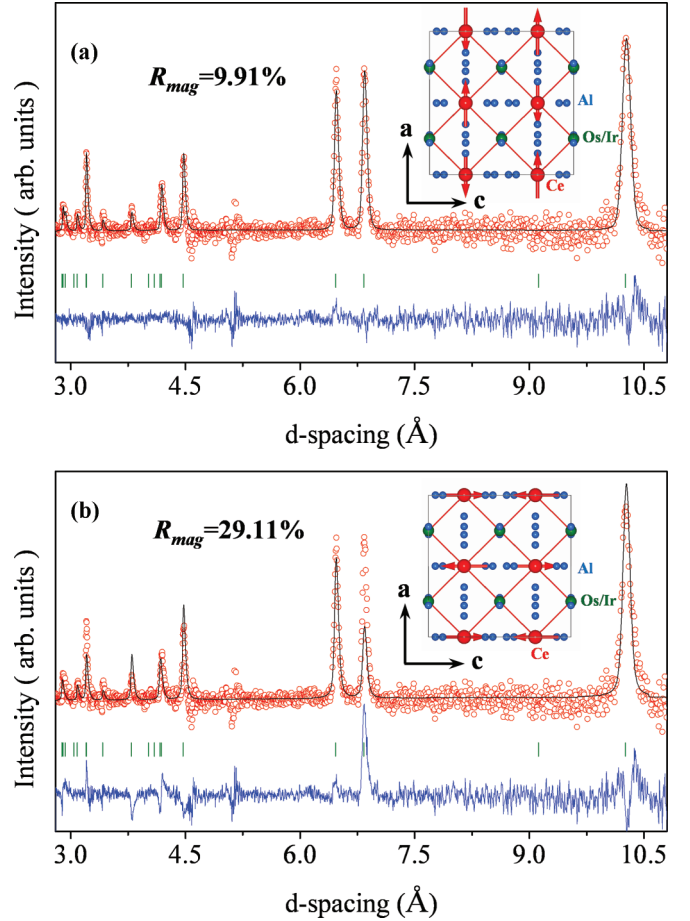 (a)
R_mag=9.91%
Al
Os/Ir
Ce
a
c
Intensity ( arb. units )
3.0 4.5 6.0 7.5 9.0 10.5
d-spacing (Å)
(b)
R_mag=29.11%
Al
Os/Ir
Ce
a
c
Intensity ( arb. units )
3.0 4.5 6.0 7.5 9.0 10.5
d-spacing (Å)